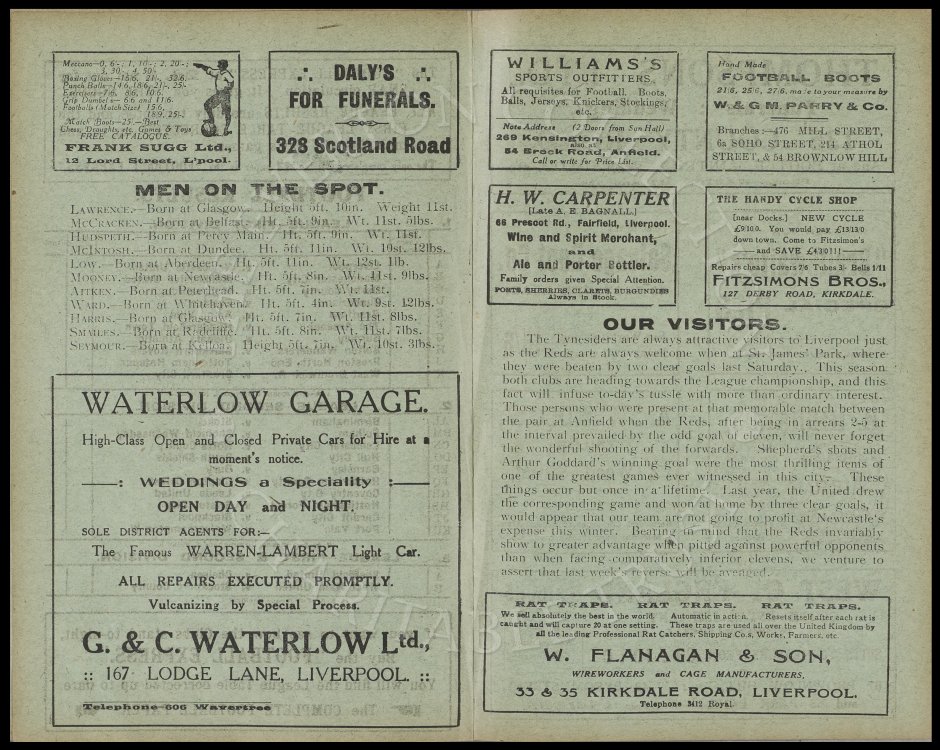 Meccano—0, 6-; 1, 10-; 2, 20-;
3, 30-; 4, 50-.
Boxing Gloves—15/6, 21/-, 32/6.
Punch Balls—14/6, 18/6, 21/-, 25/-
Exercisers—7/6, 8/6, 10/6.
Grip Dumbels— 6/6 and 11/6.
Footballs (Match Size) 15/6,
18/9, 25/-.
Match Boots—25/-—Best
Chess, Draughts, etc. Games & Toys
FREE CATALOGUE.
FRANK SUGG Ltd.,
12 Lord Street, L'pool.
∴ DALY'S ∴
FOR FUNERALS.
328 Scotland Road
MEN ON THE SPOT.
LAWRENCE.—Born at Glasgow. Height 5ft. 10in. Weight 11st.
McCRACKEN.—Born at Belfast. Ht. 5ft. 9in. Wt. 11st. 5lbs.
HUDSPETH.—Born at Percy Main. Ht. 5ft. 9in. Wt. 11st.
McINTOSH.—Born at Dundee. Ht. 5ft. 11in. Wt. 10st. 12lbs.
LOW.—Born at Aberdeen. Ht. 5ft. 11in. Wt. 12st. 1lb.
MOONEY.—Born at Newcastle. Ht. 5ft. 8in. Wt. 11st. 9lbs.
AITKEN.—Born at Peterhead. Ht. 5ft. 7in. Wt. 11st.
WARD.—Born at Whitehaven. Ht. 5ft. 4in. Wt. 9st. 12lbs.
HARRIS.—Born at Glasgow. Ht. 5ft. 7in. Wt. 11st. 8lbs.
SMAILES.—Born at Redcliffe. Ht. 5ft. 8in. Wt. 11st. 7lbs.
SEYMOUR.—Born at Kelloa. Height 5ft. 7in. Wt. 10st. 3lbs.
WATERLOW GARAGE.
High-Class Open and Closed Private Cars for Hire at a
moment's notice.
——: WEDDINGS a Speciality :——
OPEN DAY and NIGHT.
SOLE DISTRICT AGENTS FOR:—
The Famous WARREN-LAMBERT Light Car.
ALL REPAIRS EXECUTED PROMPTLY.
Vulcanizing by Special Process.
G. & C. WATERLOW Ltd.,
:: 167 LODGE LANE, LIVERPOOL. ::
Telephone—606 Wavertree
WILLIAMS'S
SPORTS OUTFITTERS.
All requisites for Football. Boots,
Balls, Jerseys, Knickers, Stockings,
etc.
Note Address (2 Doors from Sun Hall)
269 Kensington, Liverpool,
also at
54 Breck Road, Anfield.
Call or write for Price List.
Hand Made
FOOTBALL BOOTS
21/6, 25/6, 27/6, made to your measure by
W. & G M. PARRY & Co.
Branches:—476 MILL STREET,
6a SOHO STREET, 214 ATHOL
STREET, & 54 BROWNLOW HILL
H. W. CARPENTER
[Late A. E. BAGNALL.]
66 Prescot Rd., Fairfield, Liverpool.
Wine and Spirit Merchant,
and
Ale and Porter Bottler.
Family orders given Special Attention.
PORTS, SHERRIES, CLARETS, BURGUNDIES
Always in Stock.
THE HANDY CYCLE SHOP
[near Docks.] NEW CYCLE
£9/10/0. You would pay £13/13/0
down town. Come to Fitzsimon's
—and SAVE £4/3/0!!!—
Repairs cheap Covers 7/6 Tubes 3/- Bells 1/11
FITZSIMONS BROS.,
127 DERBY ROAD, KIRKDALE.
OUR VISITORS.
The Tynesiders are always attractive visitors to Liverpool just
as the Reds are always welcome when at St. James' Park, where
they were beaten by two clear goals last Saturday.. This season
both clubs are heading towards the League championship, and this
fact will infuse to-day's tussle with more than ordinary interest.
Those persons who were present at that memorable match between
the pair at Anfield when the Reds, after being in arrears 2-5 at
the interval prevailed by the odd goal of eleven, will never forget
the wonderful shooting of the forwards. Shepherd's shots and
Arthur Goddard's winning goal were the most thrilling items of
one of the greatest games ever witnessed in this city. These
things occur but once in a lifetime. Last year, the United drew
the corresponding game and won at home by three clear goals, it
would appear that our team are not going to profit at Newcastle's
expense this winter. Bearing in mind that the Reds invariably
show to greater advantage when pitted against powerful opponents
than when facing comparatively inferior elevens, we venture to
assert that last week's reverse will be avenged.
RAT TRAPS. RAT TRAPS. RAT TRAPS.
We sell absolutely the best in the world. Automatic in action. Resets itself after each rat is
caught and will capture 20 at one setting. These traps are used all over the United Kingdom by
all the leading Professional Rat Catchers, Shipping Co.s, Works, Farmers, etc.
W. FLANAGAN & SON,
WIREWORKERS and CAGE MANUFACTURERS,
33 & 35 KIRKDALE ROAD, LIVERPOOL.
Telephone 3412 Royal.